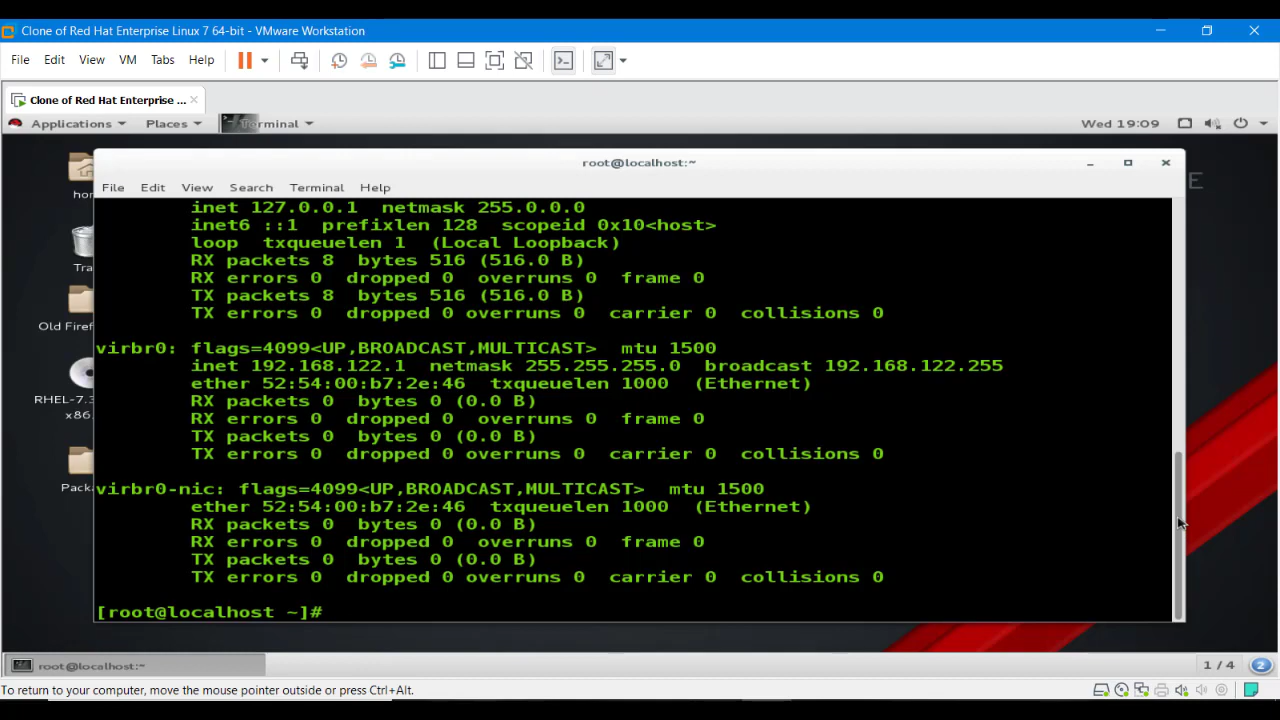 Clone of Red Hat Enterprise Linux 7 64-bit - VMware Workstation
File Edit View VM Tabs Help
Clone of Red Hat Enterprise ...
Applications Places Terminal Wed 19:09
root@localhost:~
File Edit View Search Terminal Help
inet 127.0.0.1 netmask 255.0.0.0
inet6 ::1 prefixlen 128 scopeid 0x10<host>
loop txqueuelen 1 (Local Loopback)
RX packets 8 bytes 516 (516.0 B)
RX errors 0 dropped 0 overruns 0 frame 0
TX packets 8 bytes 516 (516.0 B)
TX errors 0 dropped 0 overruns 0 carrier 0 collisions 0
virbr0: flags=4099<UP,BROADCAST,MULTICAST> mtu 1500
inet 192.168.122.1 netmask 255.255.255.0 broadcast 192.168.122.255
ether 52:54:00:b7:2e:46 txqueuelen 1000 (Ethernet)
RX packets 0 bytes 0 (0.0 B)
RX errors 0 dropped 0 overruns 0 frame 0
TX packets 0 bytes 0 (0.0 B)
TX errors 0 dropped 0 overruns 0 carrier 0 collisions 0
virbr0-nic: flags=4099<UP,BROADCAST,MULTICAST> mtu 1500
ether 52:54:00:b7:2e:46 txqueuelen 1000 (Ethernet)
RX packets 0 bytes 0 (0.0 B)
RX errors 0 dropped 0 overruns 0 frame 0
TX packets 0 bytes 0 (0.0 B)
TX errors 0 dropped 0 overruns 0 carrier 0 collisions 0
[root@localhost ~]#
hor
Tra
Old Firef
RHEL-7.3
x86.
Pack
E
root@localhost:~
1 / 4
2
To return to your computer, move the mouse pointer outside or press Ctrl+Alt.